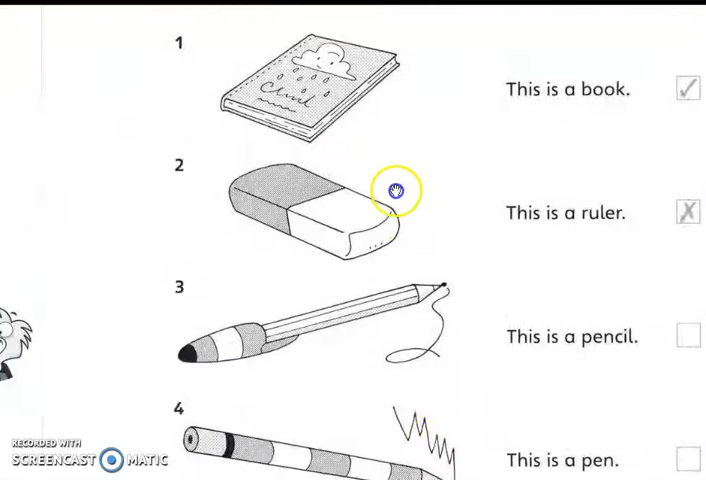 1
Cloud
This is a book.
2
This is a ruler.
3
This is a pencil.
4
This is a pen.
RECORDED WITH
SCREENCAST MATIC